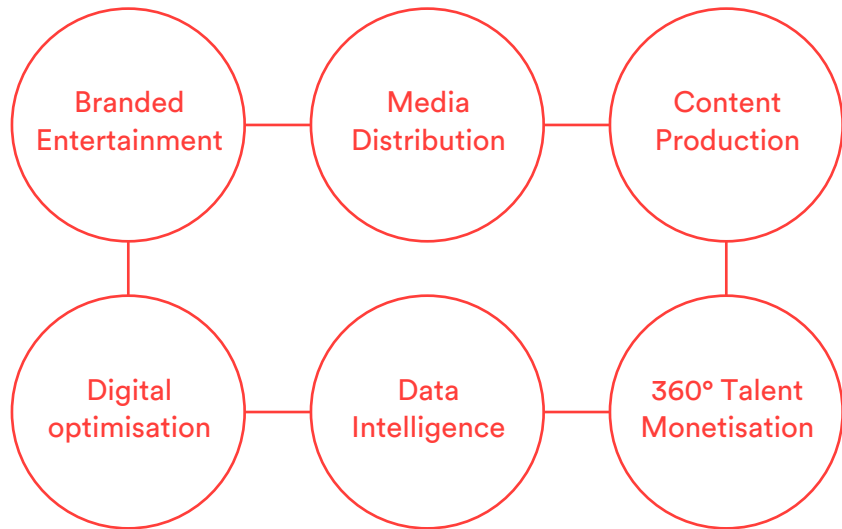 Branded
Entertainment
Media
Distribution
Content
Production
Digital
optimisation
Data
Intelligence
360° Talent
Monetisation